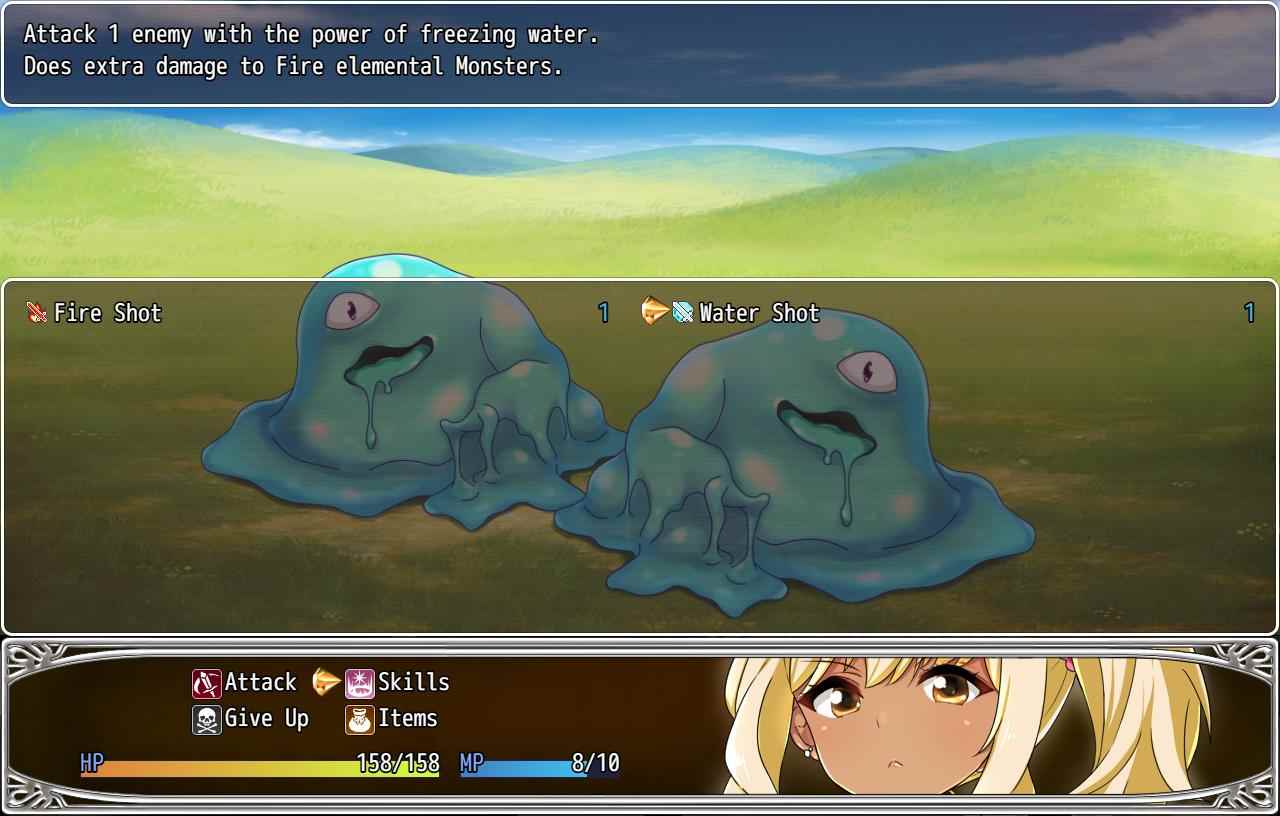 Attack 1 enemy with the power of freezing water.
Does extra damage to Fire elemental Monsters.
Fire Shot 1 Water Shot 1
Attack Skills
Give Up Items
HP 158/158 MP 8/10